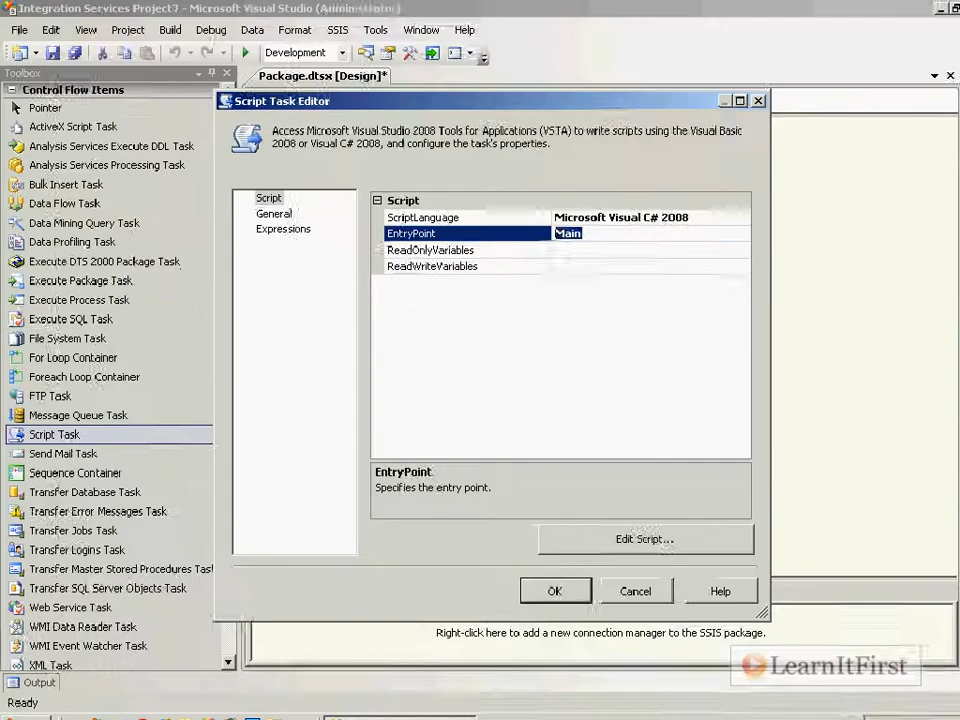 Integration Services Project7 - Microsoft Visual Studio (Administrator)
File Edit View Project Build Debug Data Format SSIS Tools Window Help
Development
Toolbox
Package.dtsx [Design]*
Control Flow Items
Pointer
ActiveX Script Task
Analysis Services Execute DDL Task
Analysis Services Processing Task
Bulk Insert Task
Data Flow Task
Data Mining Query Task
Data Profiling Task
Execute DTS 2000 Package Task
Execute Package Task
Execute Process Task
Execute SQL Task
File System Task
For Loop Container
Foreach Loop Container
FTP Task
Message Queue Task
Script Task
Send Mail Task
Sequence Container
Transfer Database Task
Transfer Error Messages Task
Transfer Jobs Task
Transfer Logins Task
Transfer Master Stored Procedures Task
Transfer SQL Server Objects Task
Web Service Task
WMI Data Reader Task
WMI Event Watcher Task
XML Task
Output
Ready
Script Task Editor
Access Microsoft Visual Studio 2008 Tools for Applications (VSTA) to write scripts using the Visual Basic
2008 or Visual C# 2008, and configure the task's properties.
Script
General
Expressions
Script
ScriptLanguage Microsoft Visual C# 2008
EntryPoint Main
ReadOnlyVariables
ReadWriteVariables
EntryPoint
Specifies the entry point.
Edit Script...
OK Cancel Help
Right-click here to add a new connection manager to the SSIS package.
LearnItFirst